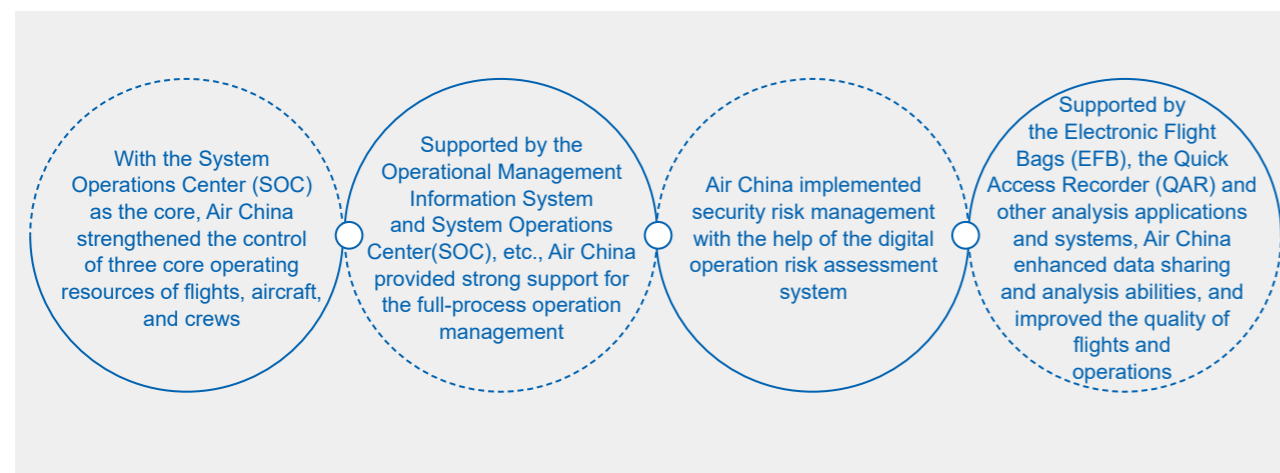 With the System
Operations Center (SOC)
as the core, Air China
strengthened the control
of three core operating
resources of flights, aircraft,
and crews
Supported by the
Operational Management
Information System
and System Operations
Center(SOC), etc., Air China
provided strong support for
the full-process operation
management
Air China implemented
security risk management
with the help of the digital
operation risk assessment
system
Supported by
the Electronic Flight
Bags (EFB), the Quick
Access Recorder (QAR) and
other analysis applications
and systems, Air China
enhanced data sharing
and analysis abilities, and
improved the quality of
flights and
operations